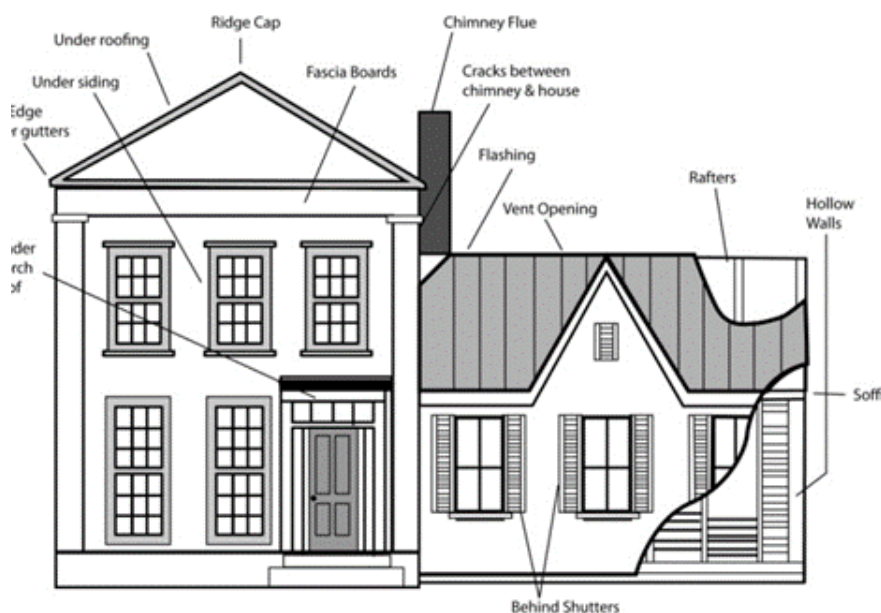 Ridge Cap
Chimney Flue
Under roofing
Fascia Boards
Cracks between
chimney & house
Under siding
Edge
gutters
Flashing
Rafters
Vent Opening
Hollow
Walls
Behind Shutters